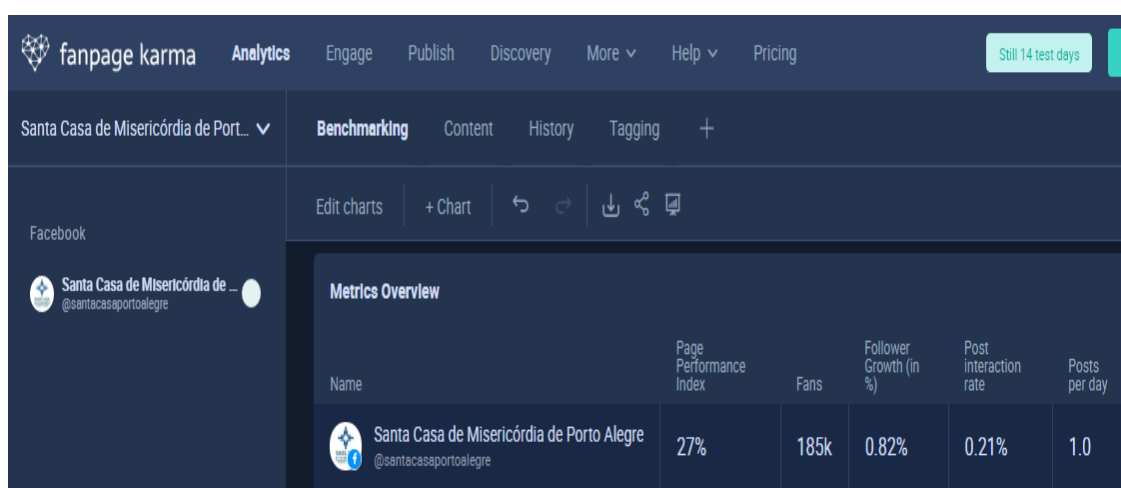 fanpage karma Analytics Engage Publish Discovery More Help Pricing Still 14 test days
Santa Casa de Misericórdia de Port... Benchmarking Content History Tagging +
Edit charts + Chart
Facebook
Santa Casa de Misericórdia de ...
@santacasaportoalegre
Metrics Overview
Name
Page
Performance
Index
Fans
Follower
Growth (in
%)
Post
interaction
rate
Posts
per day
Santa Casa de Misericórdia de Porto Alegre
@santacasaportoalegre
27% 185k 0.82% 0.21% 1.0